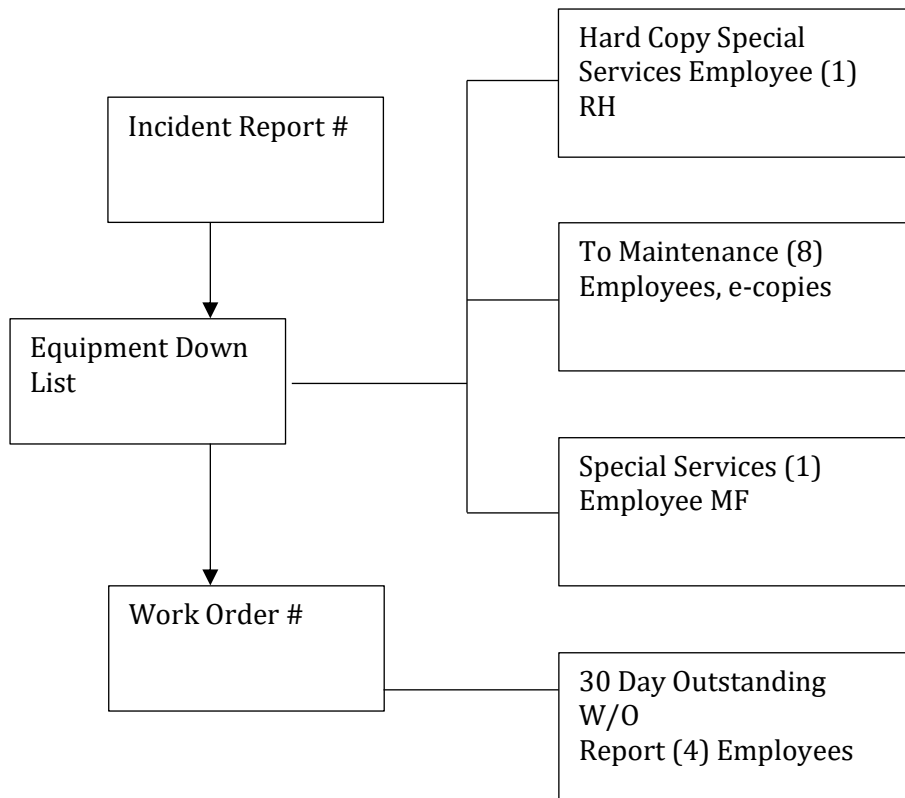 Hard Copy Special
Services Employee (1)
RH
Incident Report #
To Maintenance (8)
Employees, e-copies
Equipment Down
List
Special Services (1)
Employee MF
Work Order #
30 Day Outstanding
W/O
Report (4) Employees